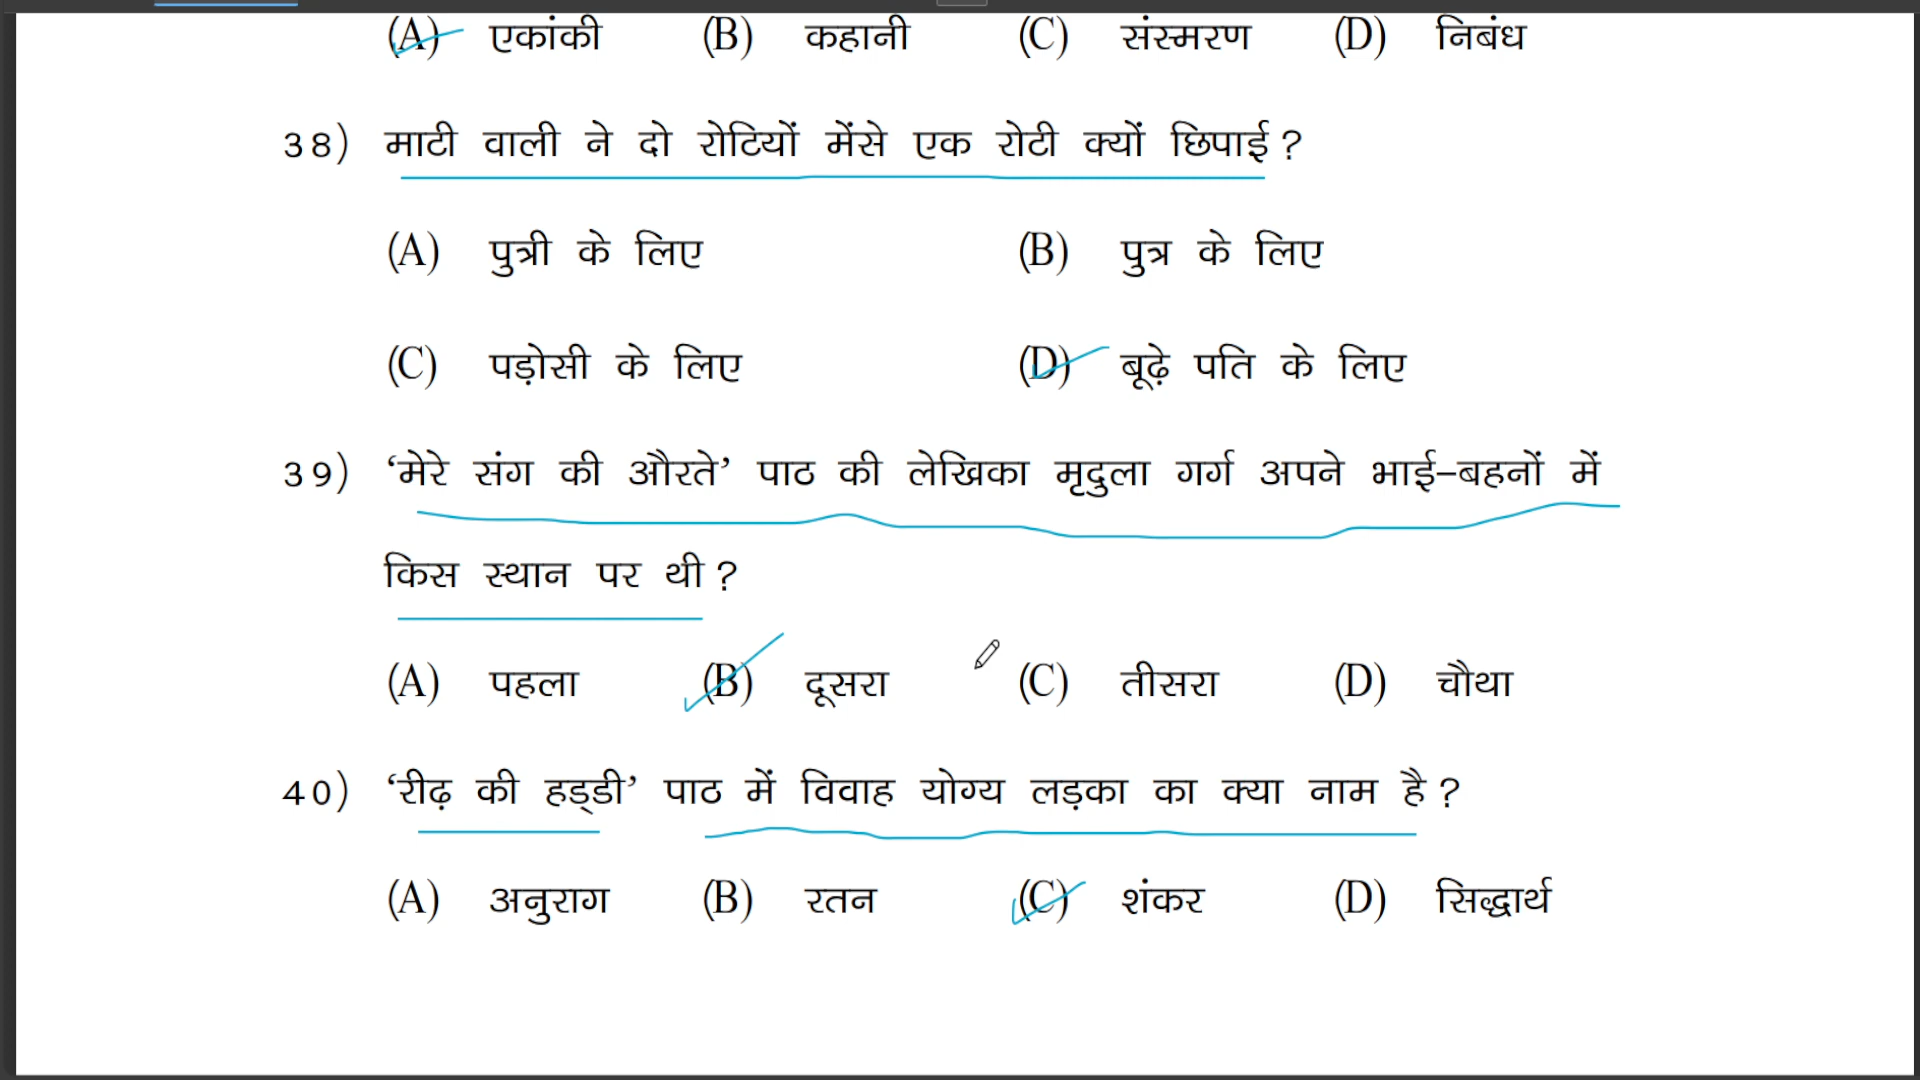 (A) एकांकी (B) कहानी (C) संस्मरण (D) निबंध
38) माटी वाली ने दो रोटियों मेंसे एक रोटी क्यों छिपाई ?
(A) पुत्री के लिए (B) पुत्र के लिए
(C) पड़ोसी के लिए (D) बूढ़े पति के लिए
39) ‘मेरे संग की औरते’ पाठ की लेखिका मृदुला गर्ग अपने भाई-बहनों में
किस स्थान पर थी ?
(A) पहला (B) दूसरा (C) तीसरा (D) चौथा
40) ‘रीढ़ की हड्‌डी’ पाठ में विवाह योग्य लड़का का क्या नाम है ?
(A) अनुराग (B) रतन (C) शंकर (D) सिद्धार्थ